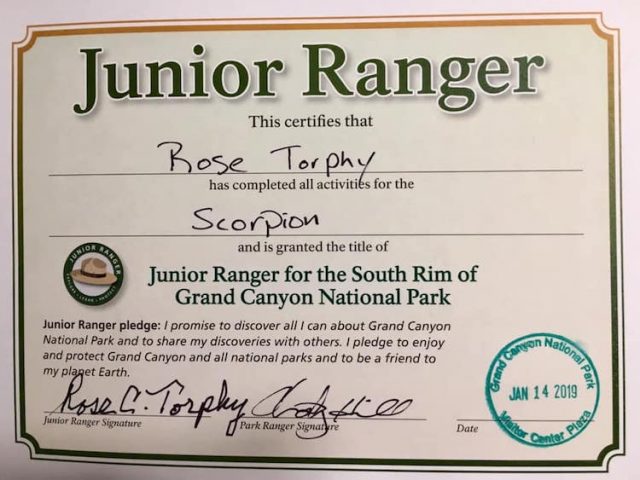 Junior Ranger
This certifies that
Rose Torphy
has completed all activities for the
Scorpion
and is granted the title of
JUNIOR RANGER
EXPLORE · LEARN · PROTECT
Junior Ranger for the South Rim of
Grand Canyon National Park
Junior Ranger pledge: I promise to discover all I can about Grand Canyon
National Park and to share my discoveries with others. I pledge to enjoy
and protect Grand Canyon and all national parks and to be a friend to
my planet Earth.
Rose G. Torphy
Junior Ranger Signature
Park Ranger Signature
Date
Grand Canyon National Park
JAN 14 2019
Visitor Center Plaza